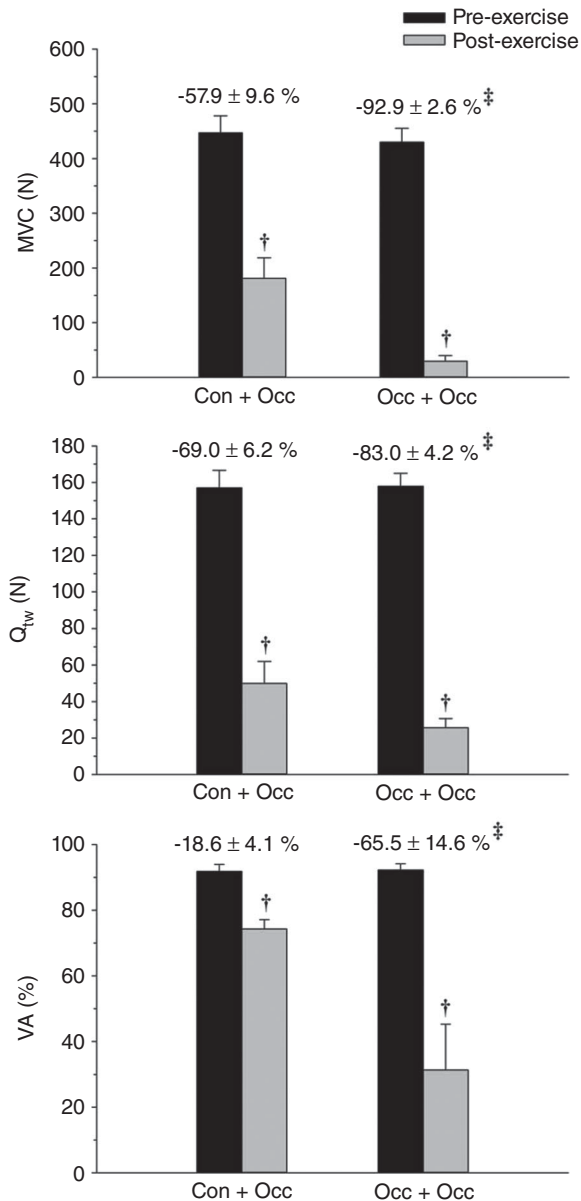 Pre-exercise
Post-exercise
600
500
400
300
200
100
0
MVC (N)
-57.9 ± 9.6 %
-92.9 ± 2.6 % ‡
†
†
Con + Occ
Occ + Occ
180
160
140
120
100
80
60
40
20
0
Qtw (N)
-69.0 ± 6.2 %
-83.0 ± 4.2 % ‡
†
†
Con + Occ
Occ + Occ
100
80
60
40
20
0
VA (%)
-18.6 ± 4.1 %
-65.5 ± 14.6 % ‡
†
†
Con + Occ
Occ + Occ